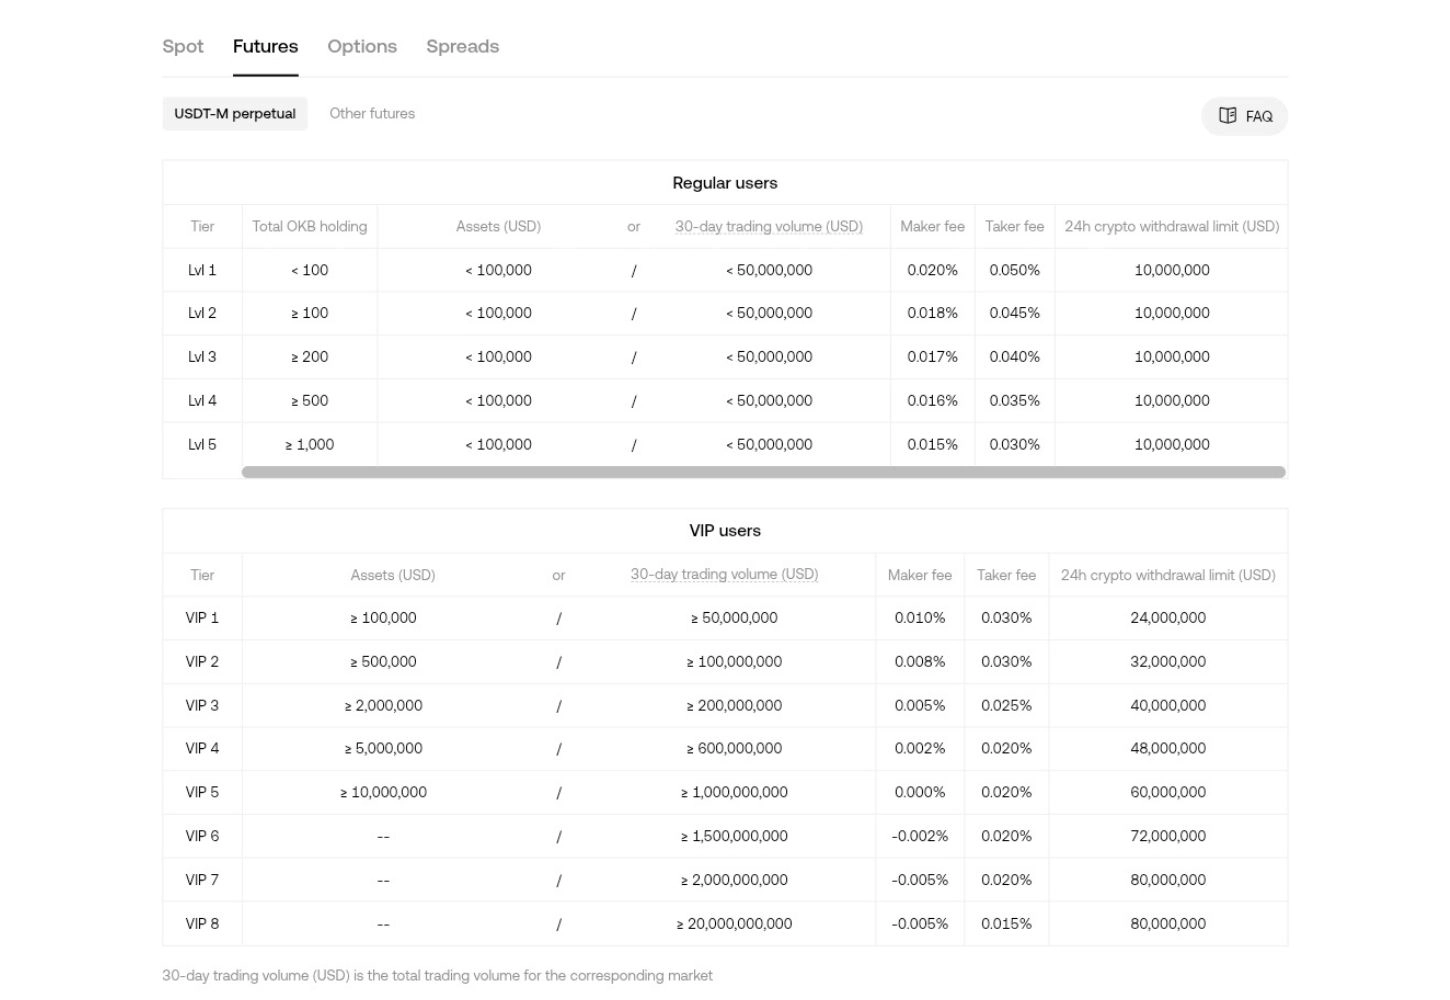 Spot Futures Options Spreads
USDT-M perpetual Other futures FAQ
Regular users
Tier Total OKB holding Assets (USD) or 30-day trading volume (USD) Maker fee Taker fee 24h crypto withdrawal limit (USD)
Lvl 1 < 100 < 100,000 / < 50,000,000 0.020% 0.050% 10,000,000
Lvl 2 ≥ 100 < 100,000 / < 50,000,000 0.018% 0.045% 10,000,000
Lvl 3 ≥ 200 < 100,000 / < 50,000,000 0.017% 0.040% 10,000,000
Lvl 4 ≥ 500 < 100,000 / < 50,000,000 0.016% 0.035% 10,000,000
Lvl 5 ≥ 1,000 < 100,000 / < 50,000,000 0.015% 0.030% 10,000,000
VIP users
Tier Assets (USD) or 30-day trading volume (USD) Maker fee Taker fee 24h crypto withdrawal limit (USD)
VIP 1 ≥ 100,000 / ≥ 50,000,000 0.010% 0.030% 24,000,000
VIP 2 ≥ 500,000 / ≥ 100,000,000 0.008% 0.030% 32,000,000
VIP 3 ≥ 2,000,000 / ≥ 200,000,000 0.005% 0.025% 40,000,000
VIP 4 ≥ 5,000,000 / ≥ 600,000,000 0.002% 0.020% 48,000,000
VIP 5 ≥ 10,000,000 / ≥ 1,000,000,000 0.000% 0.020% 60,000,000
VIP 6 -- / ≥ 1,500,000,000 -0.002% 0.020% 72,000,000
VIP 7 -- / ≥ 2,000,000,000 -0.005% 0.020% 80,000,000
VIP 8 -- / ≥ 20,000,000,000 -0.005% 0.015% 80,000,000
30-day trading volume (USD) is the total trading volume for the corresponding market